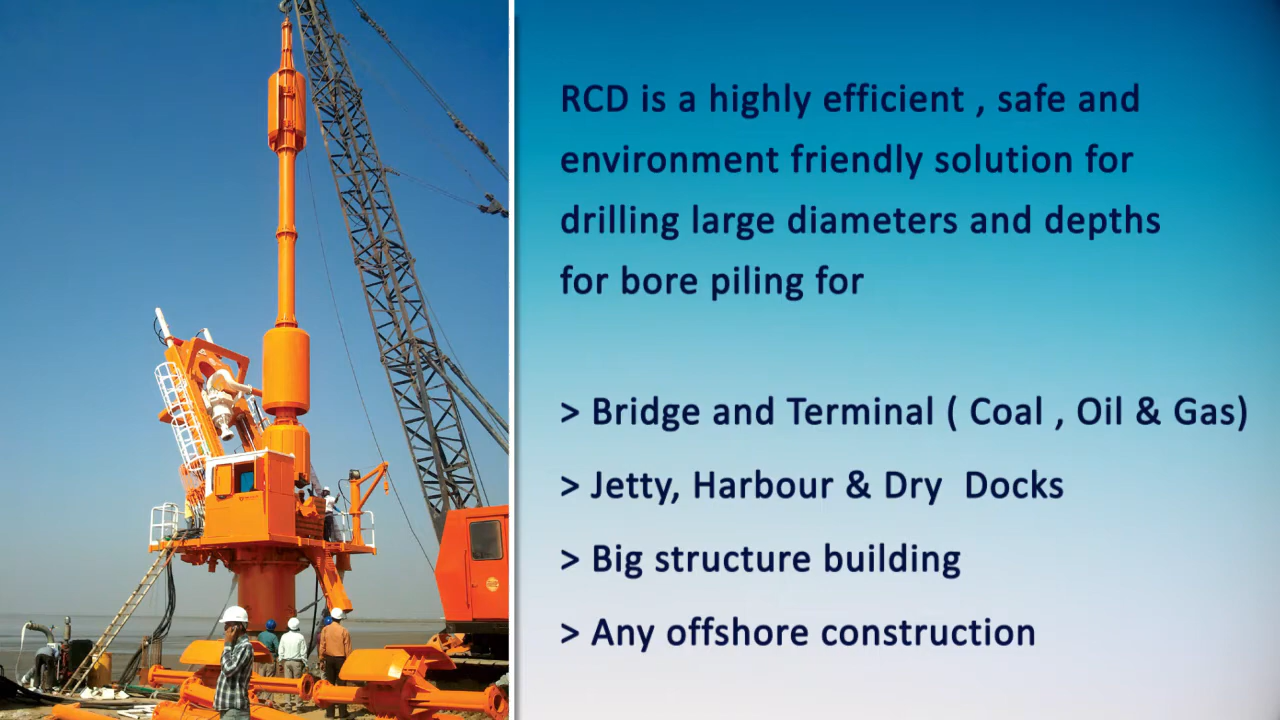 RCD is a highly efficient , safe and
environment friendly solution for
drilling large diameters and depths
for bore piling for
> Bridge and Terminal ( Coal , Oil & Gas)
> Jetty, Harbour & Dry Docks
> Big structure building
> Any offshore construction